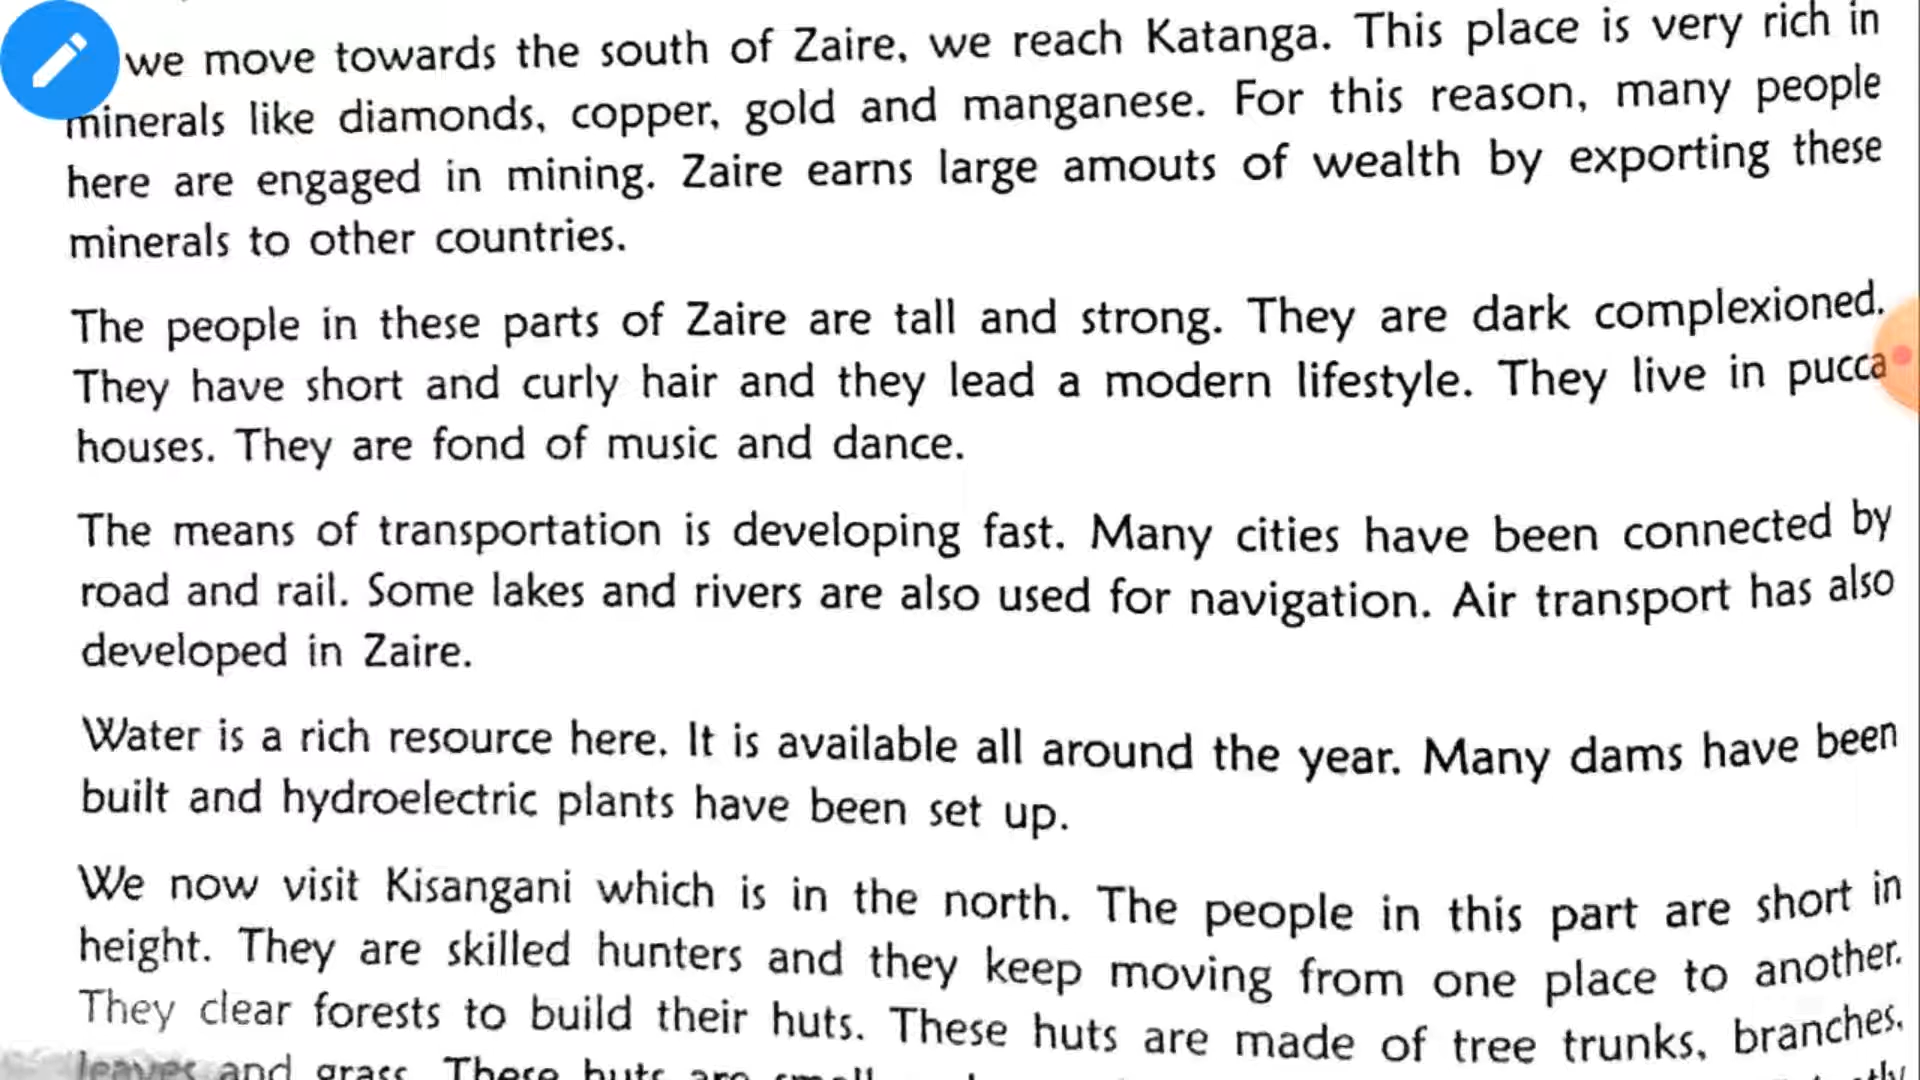 we move towards the south of Zaire, we reach Katanga. This place is very rich in
minerals like diamonds, copper, gold and manganese. For this reason, many people
here are engaged in mining. Zaire earns large amouts of wealth by exporting these
minerals to other countries.
The people in these parts of Zaire are tall and strong. They are dark complexioned.
They have short and curly hair and they lead a modern lifestyle. They live in pucca
houses. They are fond of music and dance.
The means of transportation is developing fast. Many cities have been connected by
road and rail. Some lakes and rivers are also used for navigation. Air transport has also
developed in Zaire.
Water is a rich resource here. It is available all around the year. Many dams have been
built and hydroelectric plants have been set up.
We now visit Kisangani which is in the north. The people in this part are short in
height. They are skilled hunters and they keep moving from one place to another.
They clear forests to build their huts. These huts are made of tree trunks, branches,
leaves and grass. These huts are small